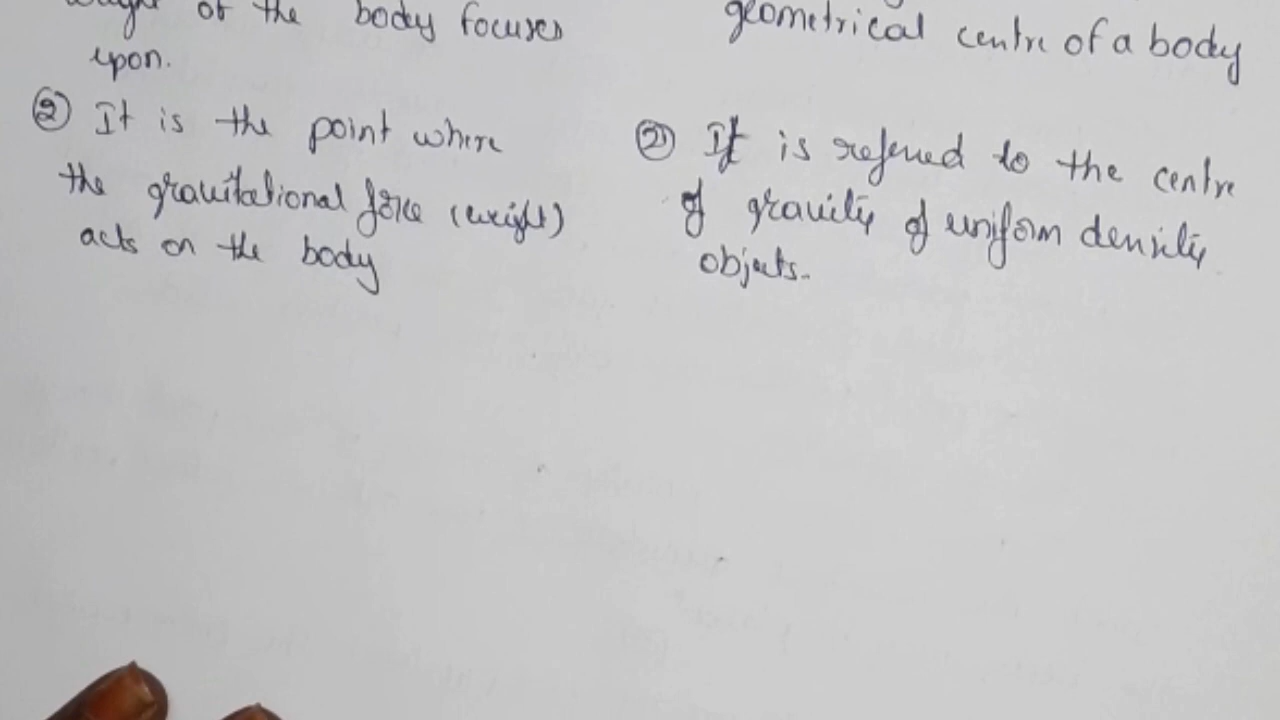 of the body focuses
upon.
② It is the point where
the gravitational force (weight)
acts on the body
geometrical centre of a body
② It is referred to the centre
of gravity of uniform density
objects.